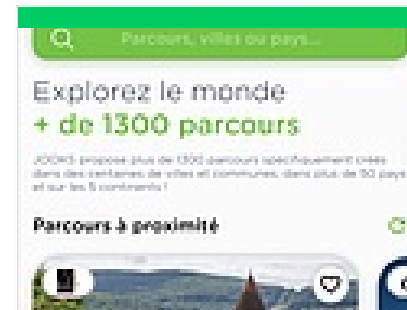 Parcours, villes ou pays...
Explorez le monde
+ de 1300 parcours
JOOKS propose plus de 1300 parcours spécifiquement créés
dans des centaines de villes et communes, dans plus de 50 pays
et sur les 5 continents !
Parcours à proximité